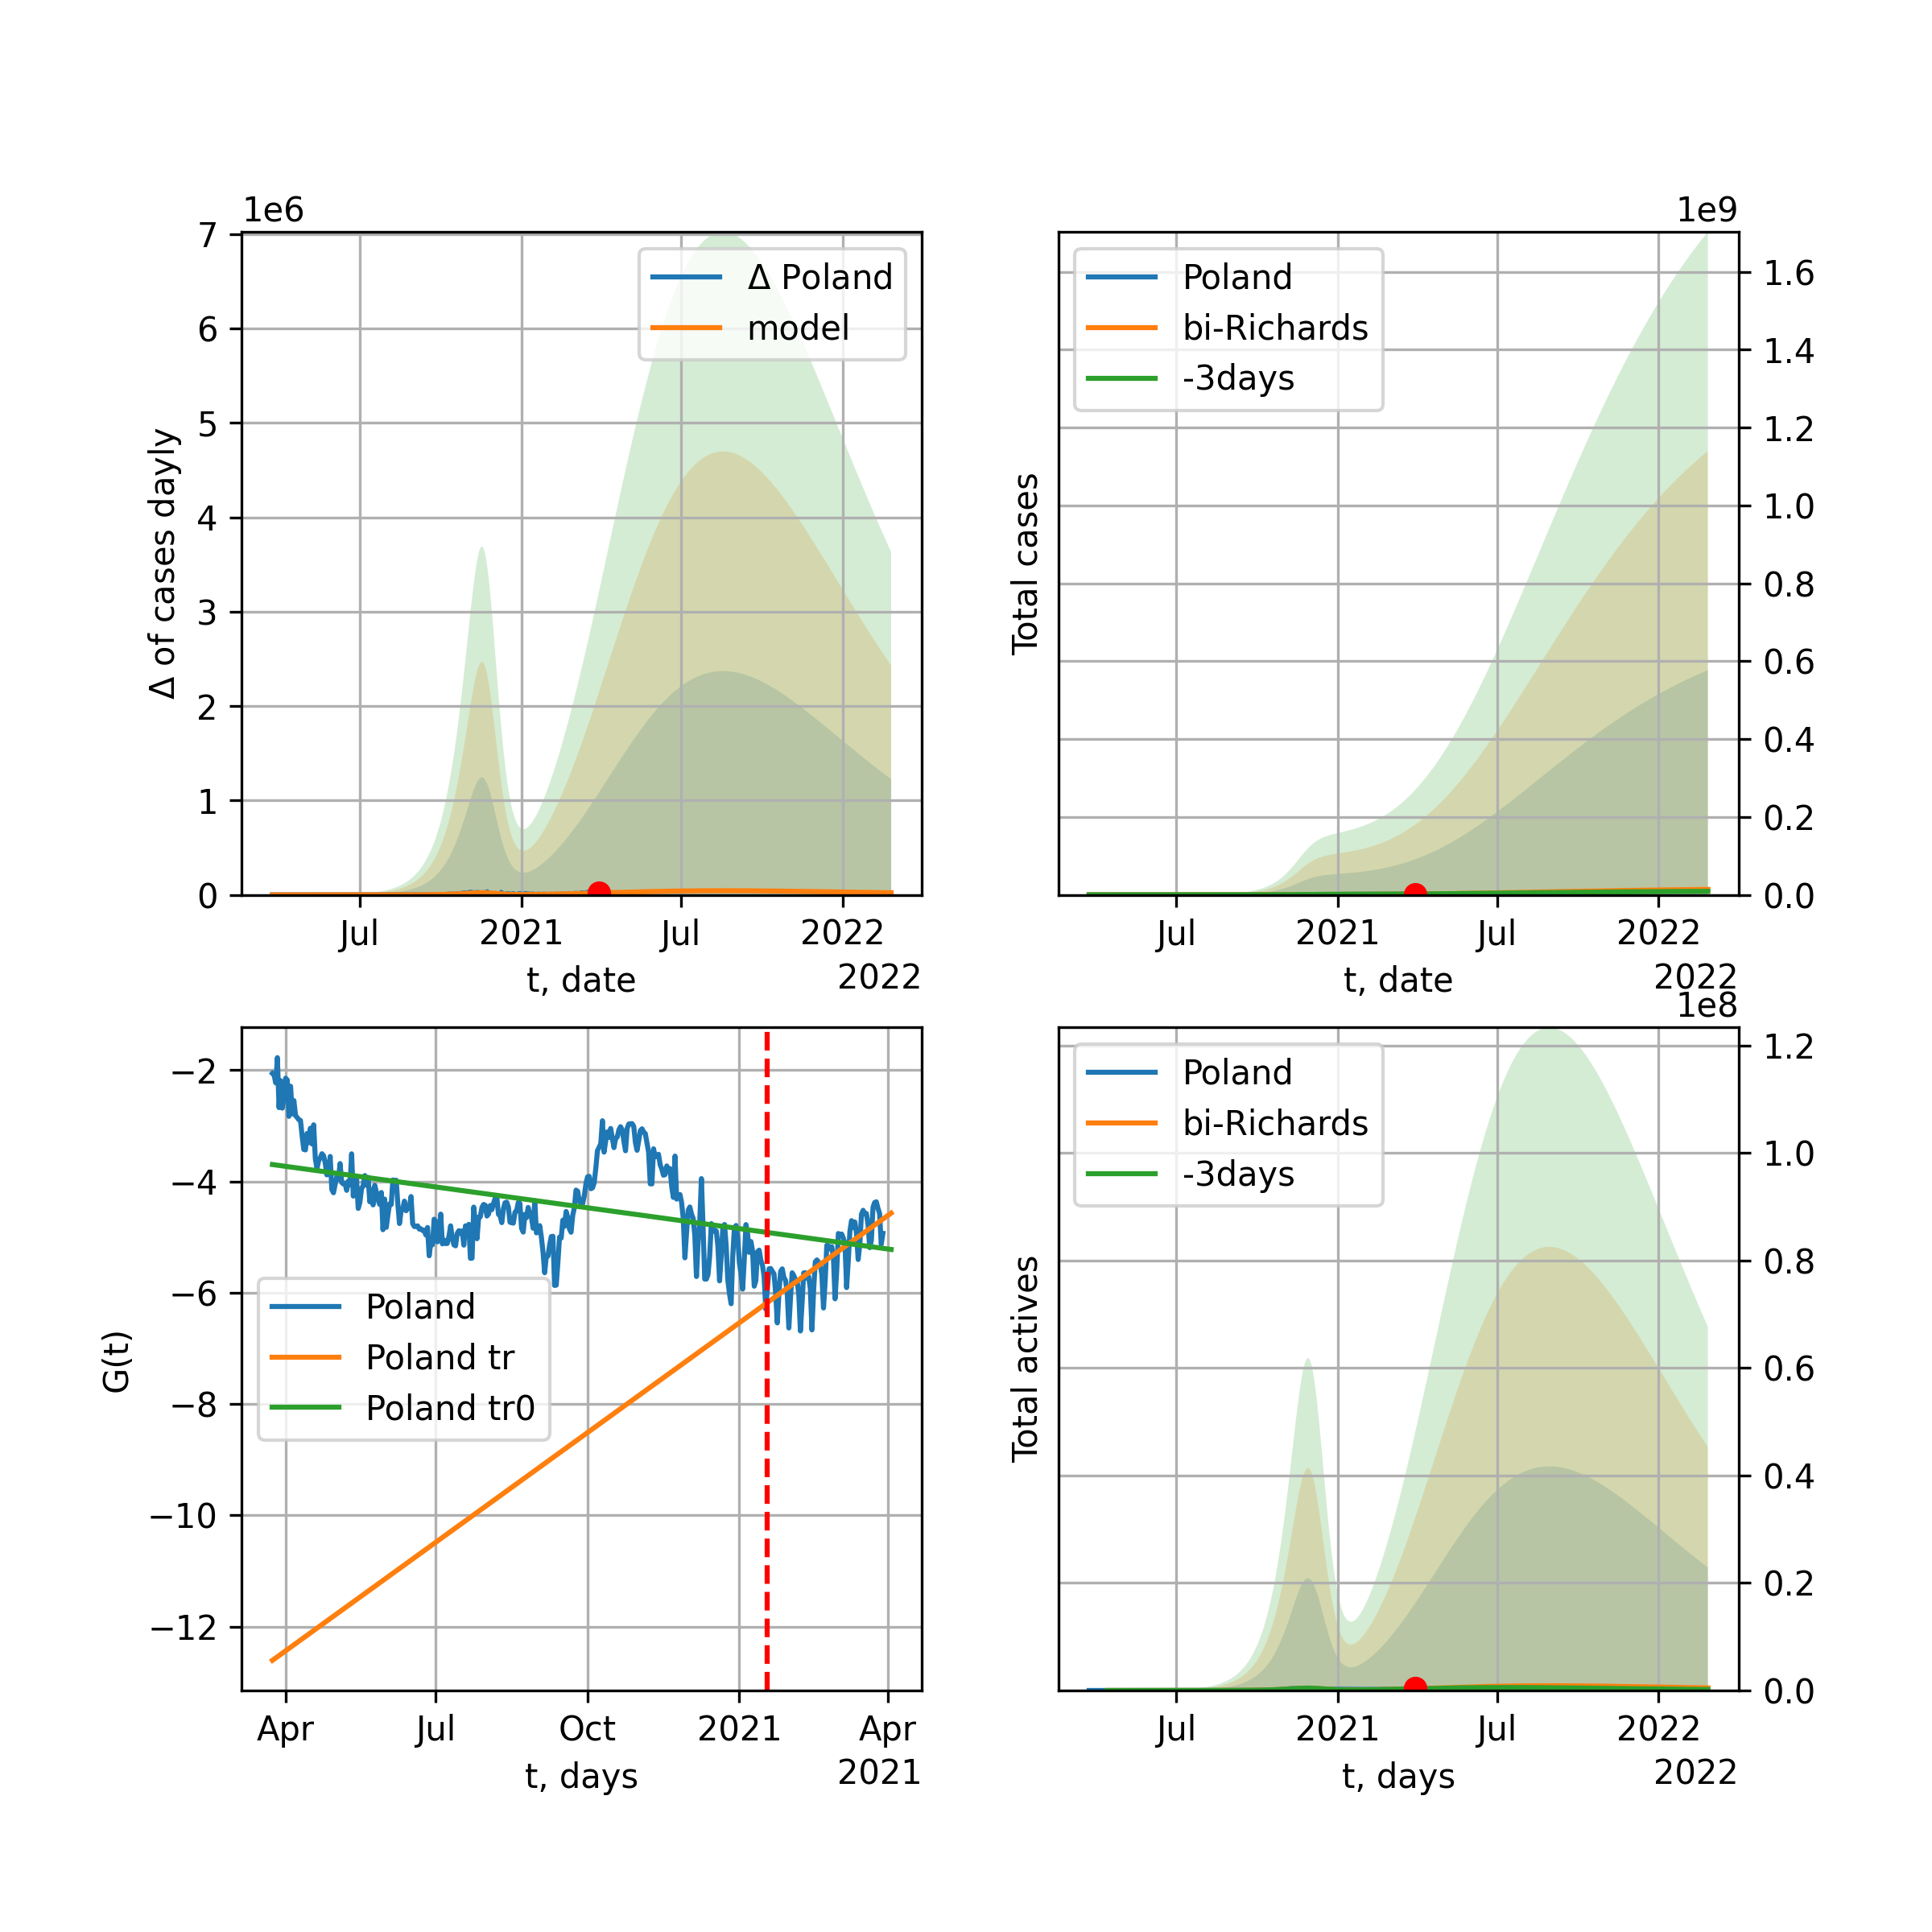 1e6
7
6
5
4
3
2
1
0
Δ of cases dayly
Δ Poland
model
Jul
2021
Jul
2022
t, date
2022
1e9
1.6
1.4
1.2
1.0
0.8
0.6
0.4
0.2
0.0
Total cases
Poland
bi-Richards
-3days
Jul
2021
Jul
2022
t, date
2022
−2
−4
−6
−8
−10
−12
G(t)
Poland
Poland tr
Poland tr0
Apr
Jul
Oct
2021
Apr
t, days
2021
1e8
1.2
1.0
0.8
0.6
0.4
0.2
0.0
Total actives
Poland
bi-Richards
-3days
Jul
2021
Jul
2022
t, days
2022